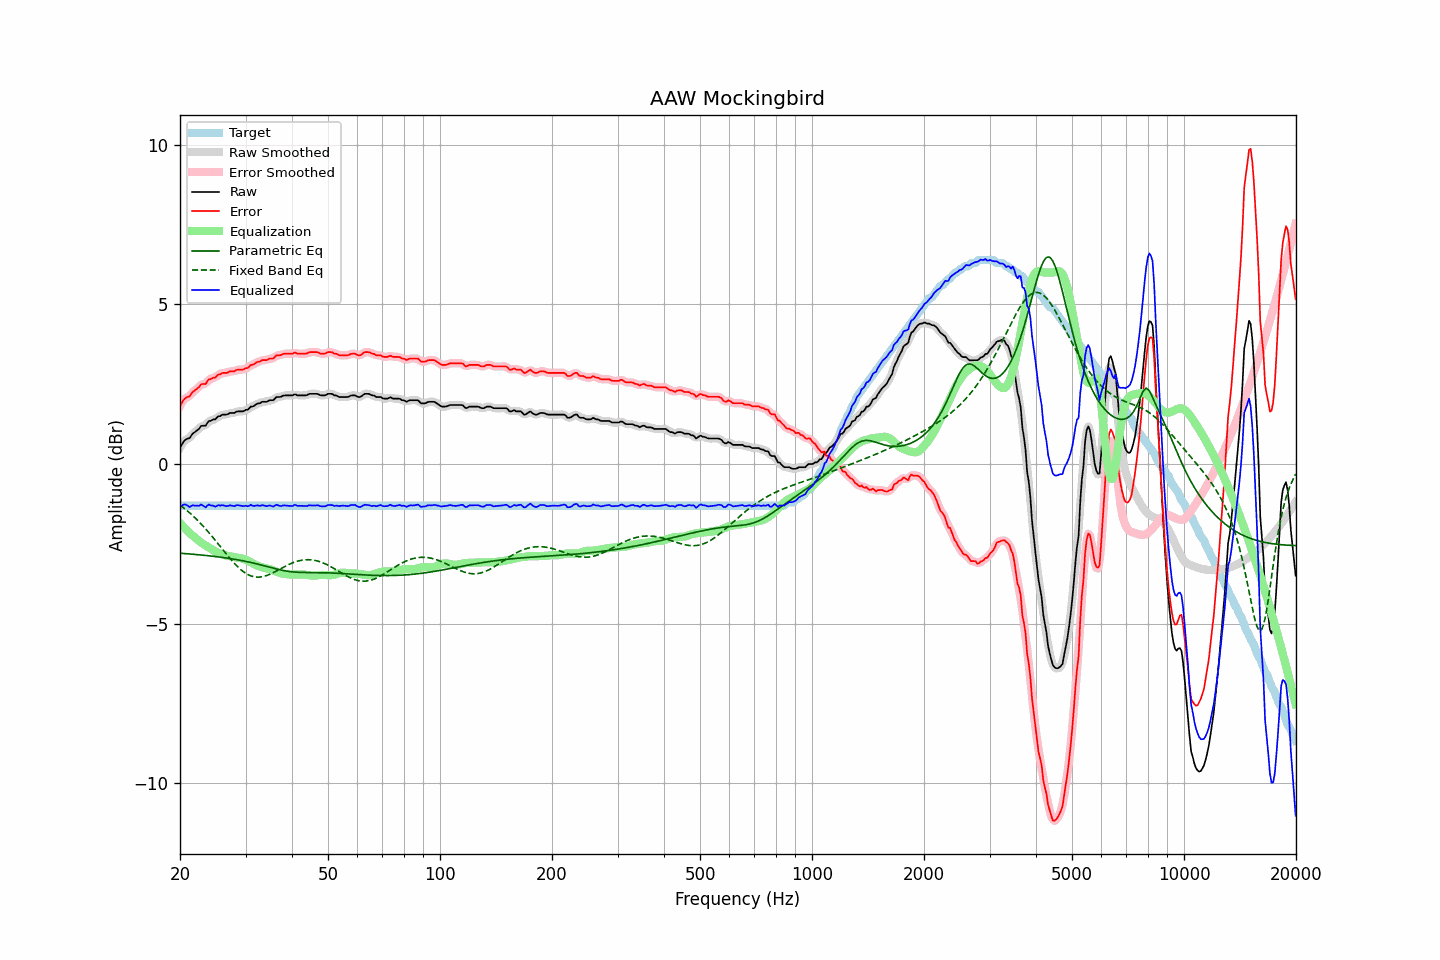 AAW Mockingbird
Target
Raw Smoothed
Error Smoothed
Raw
Error
Equalization
Parametric Eq
Fixed Band Eq
Equalized
10
5
0
−5
−10
Amplitude (dBr)
20 50 100 200 500 1000 2000 5000 10000 20000
Frequency (Hz)